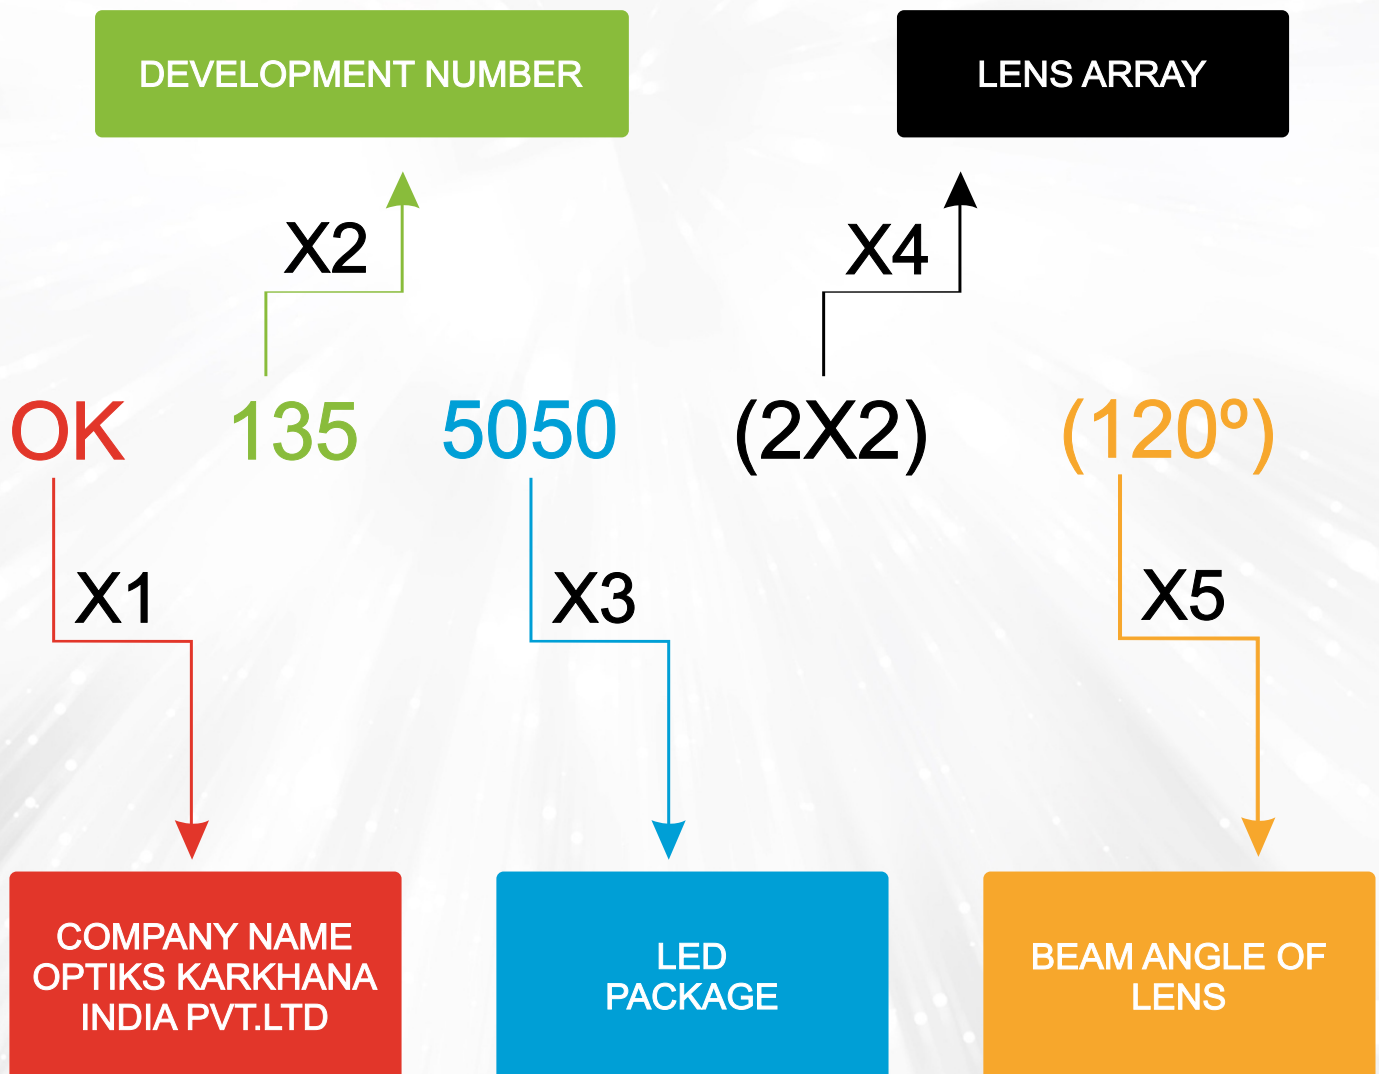 DEVELOPMENT NUMBER
LENS ARRAY
X2
X4
OK 135 5050 (2X2) (120º)
X1
X3
X5
COMPANY NAME
OPTIKS KARKHANA
INDIA PVT.LTD
LED
PACKAGE
BEAM ANGLE OF
LENS